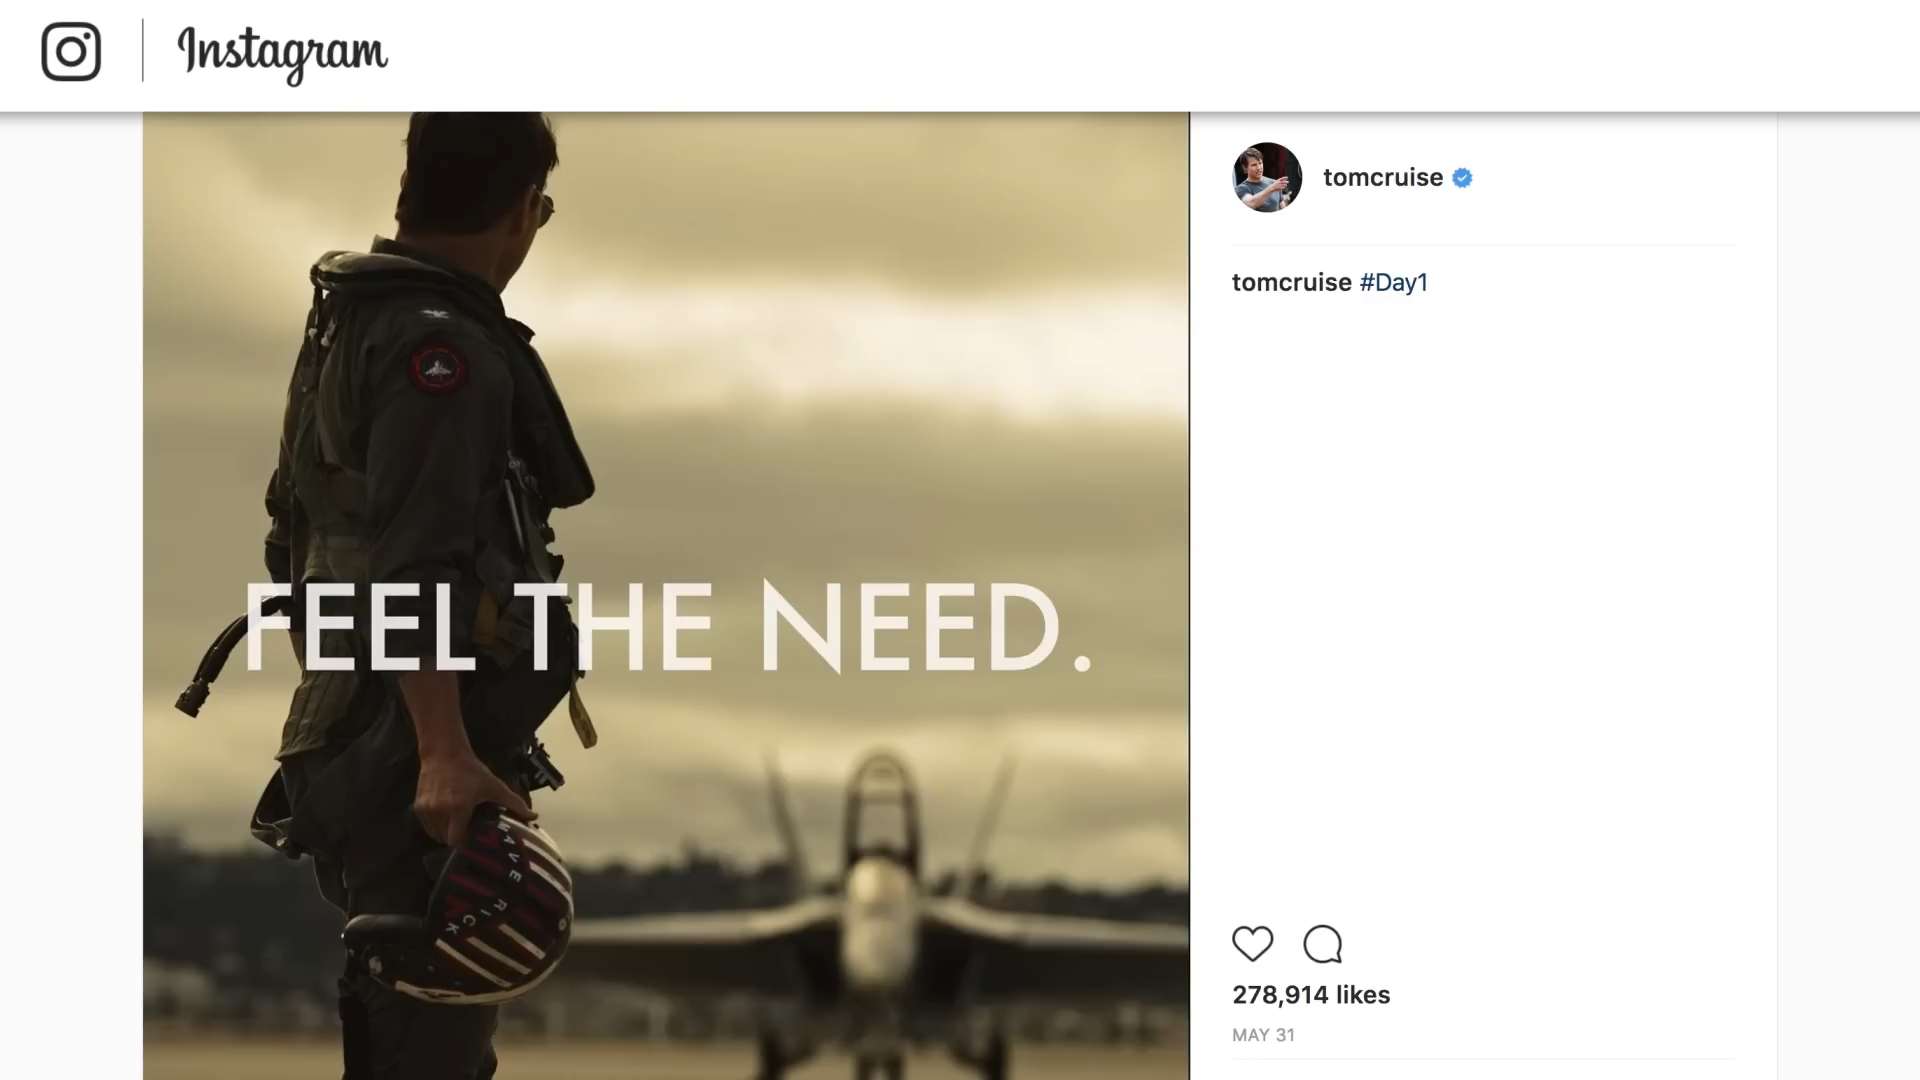 Instagram
tomcruise
tomcruise #Day1
FEEL THE NEED.
MAVERICK
278,914 likes
MAY 31